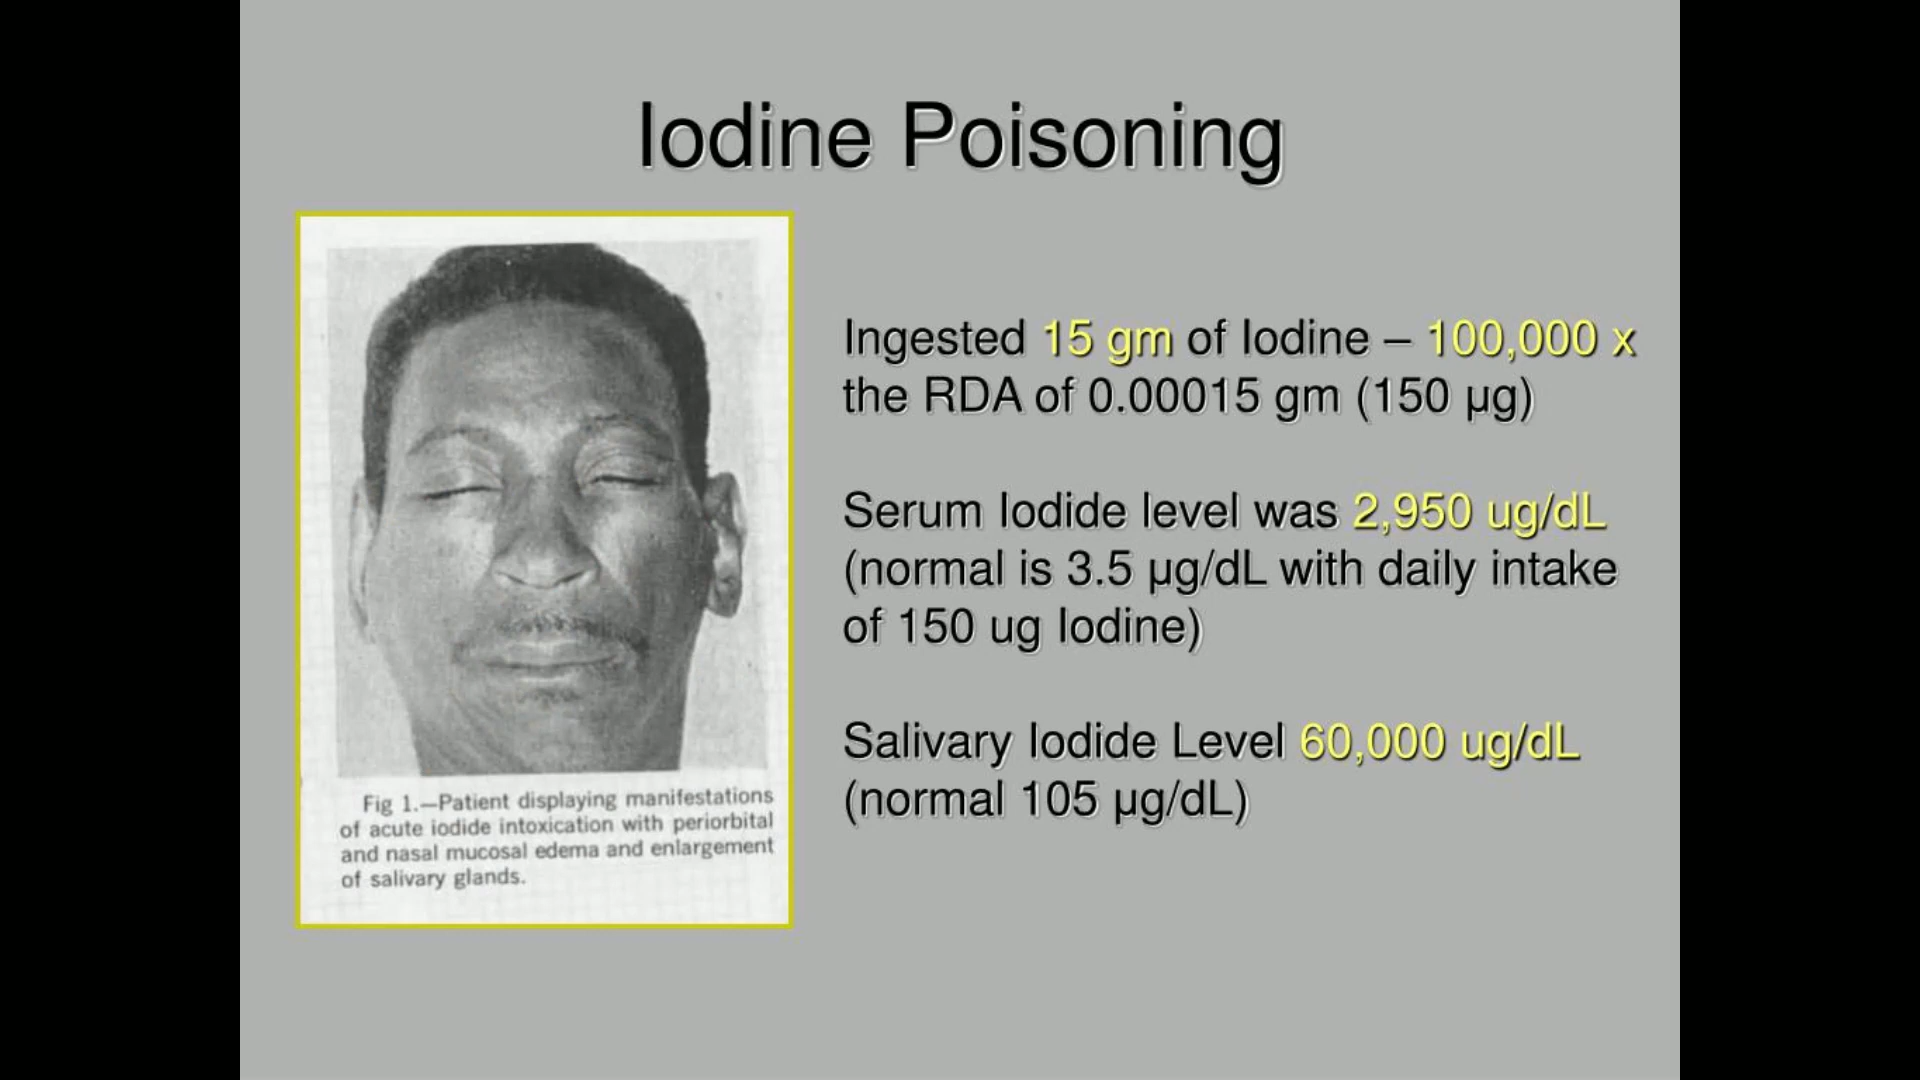 Iodine Poisoning
Fig 1.—Patient displaying manifestations
of acute iodide intoxication with periorbital
and nasal mucosal edema and enlargement
of salivary glands.
Ingested 15 gm of Iodine – 100,000 x
the RDA of 0.00015 gm (150 µg)
Serum Iodide level was 2,950 ug/dL
(normal is 3.5 µg/dL with daily intake
of 150 ug Iodine)
Salivary Iodide Level 60,000 ug/dL
(normal 105 µg/dL)